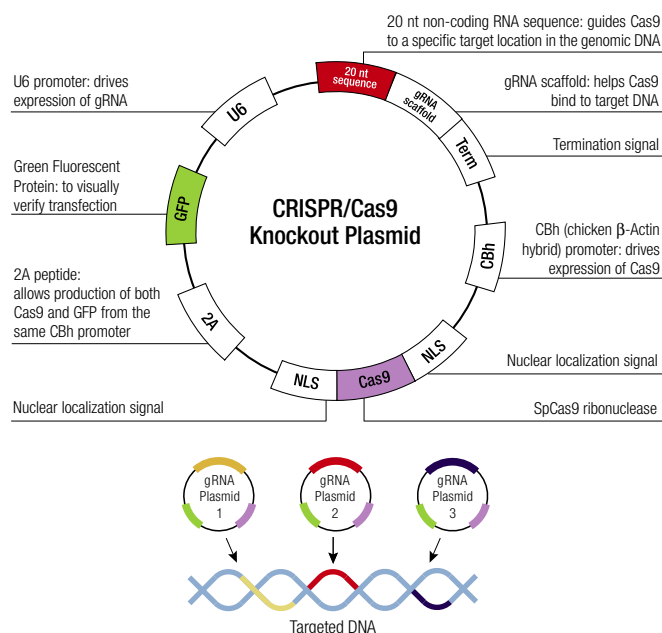 20 nt non-coding RNA sequence: guides Cas9
to a specific target location in the genomic DNA
U6 promoter: drives
expression of gRNA
20 nt
sequence
gRNA
scaffold
gRNA scaffold: helps Cas9
bind to target DNA
U6
Term
Termination signal
Green Fluorescent
Protein: to visually
verify transfection
GFP
CRISPR/Cas9
Knockout Plasmid
CBh
CBh (chicken β-Actin
hybrid) promoter: drives
expression of Cas9
2A peptide:
allows production of both
Cas9 and GFP from the
same CBh promoter
2A
NLS
Cas9
NLS
Nuclear localization signal
Nuclear localization signal
SpCas9 ribonuclease
gRNA
Plasmid
1
gRNA
Plasmid
2
gRNA
Plasmid
3
Targeted DNA